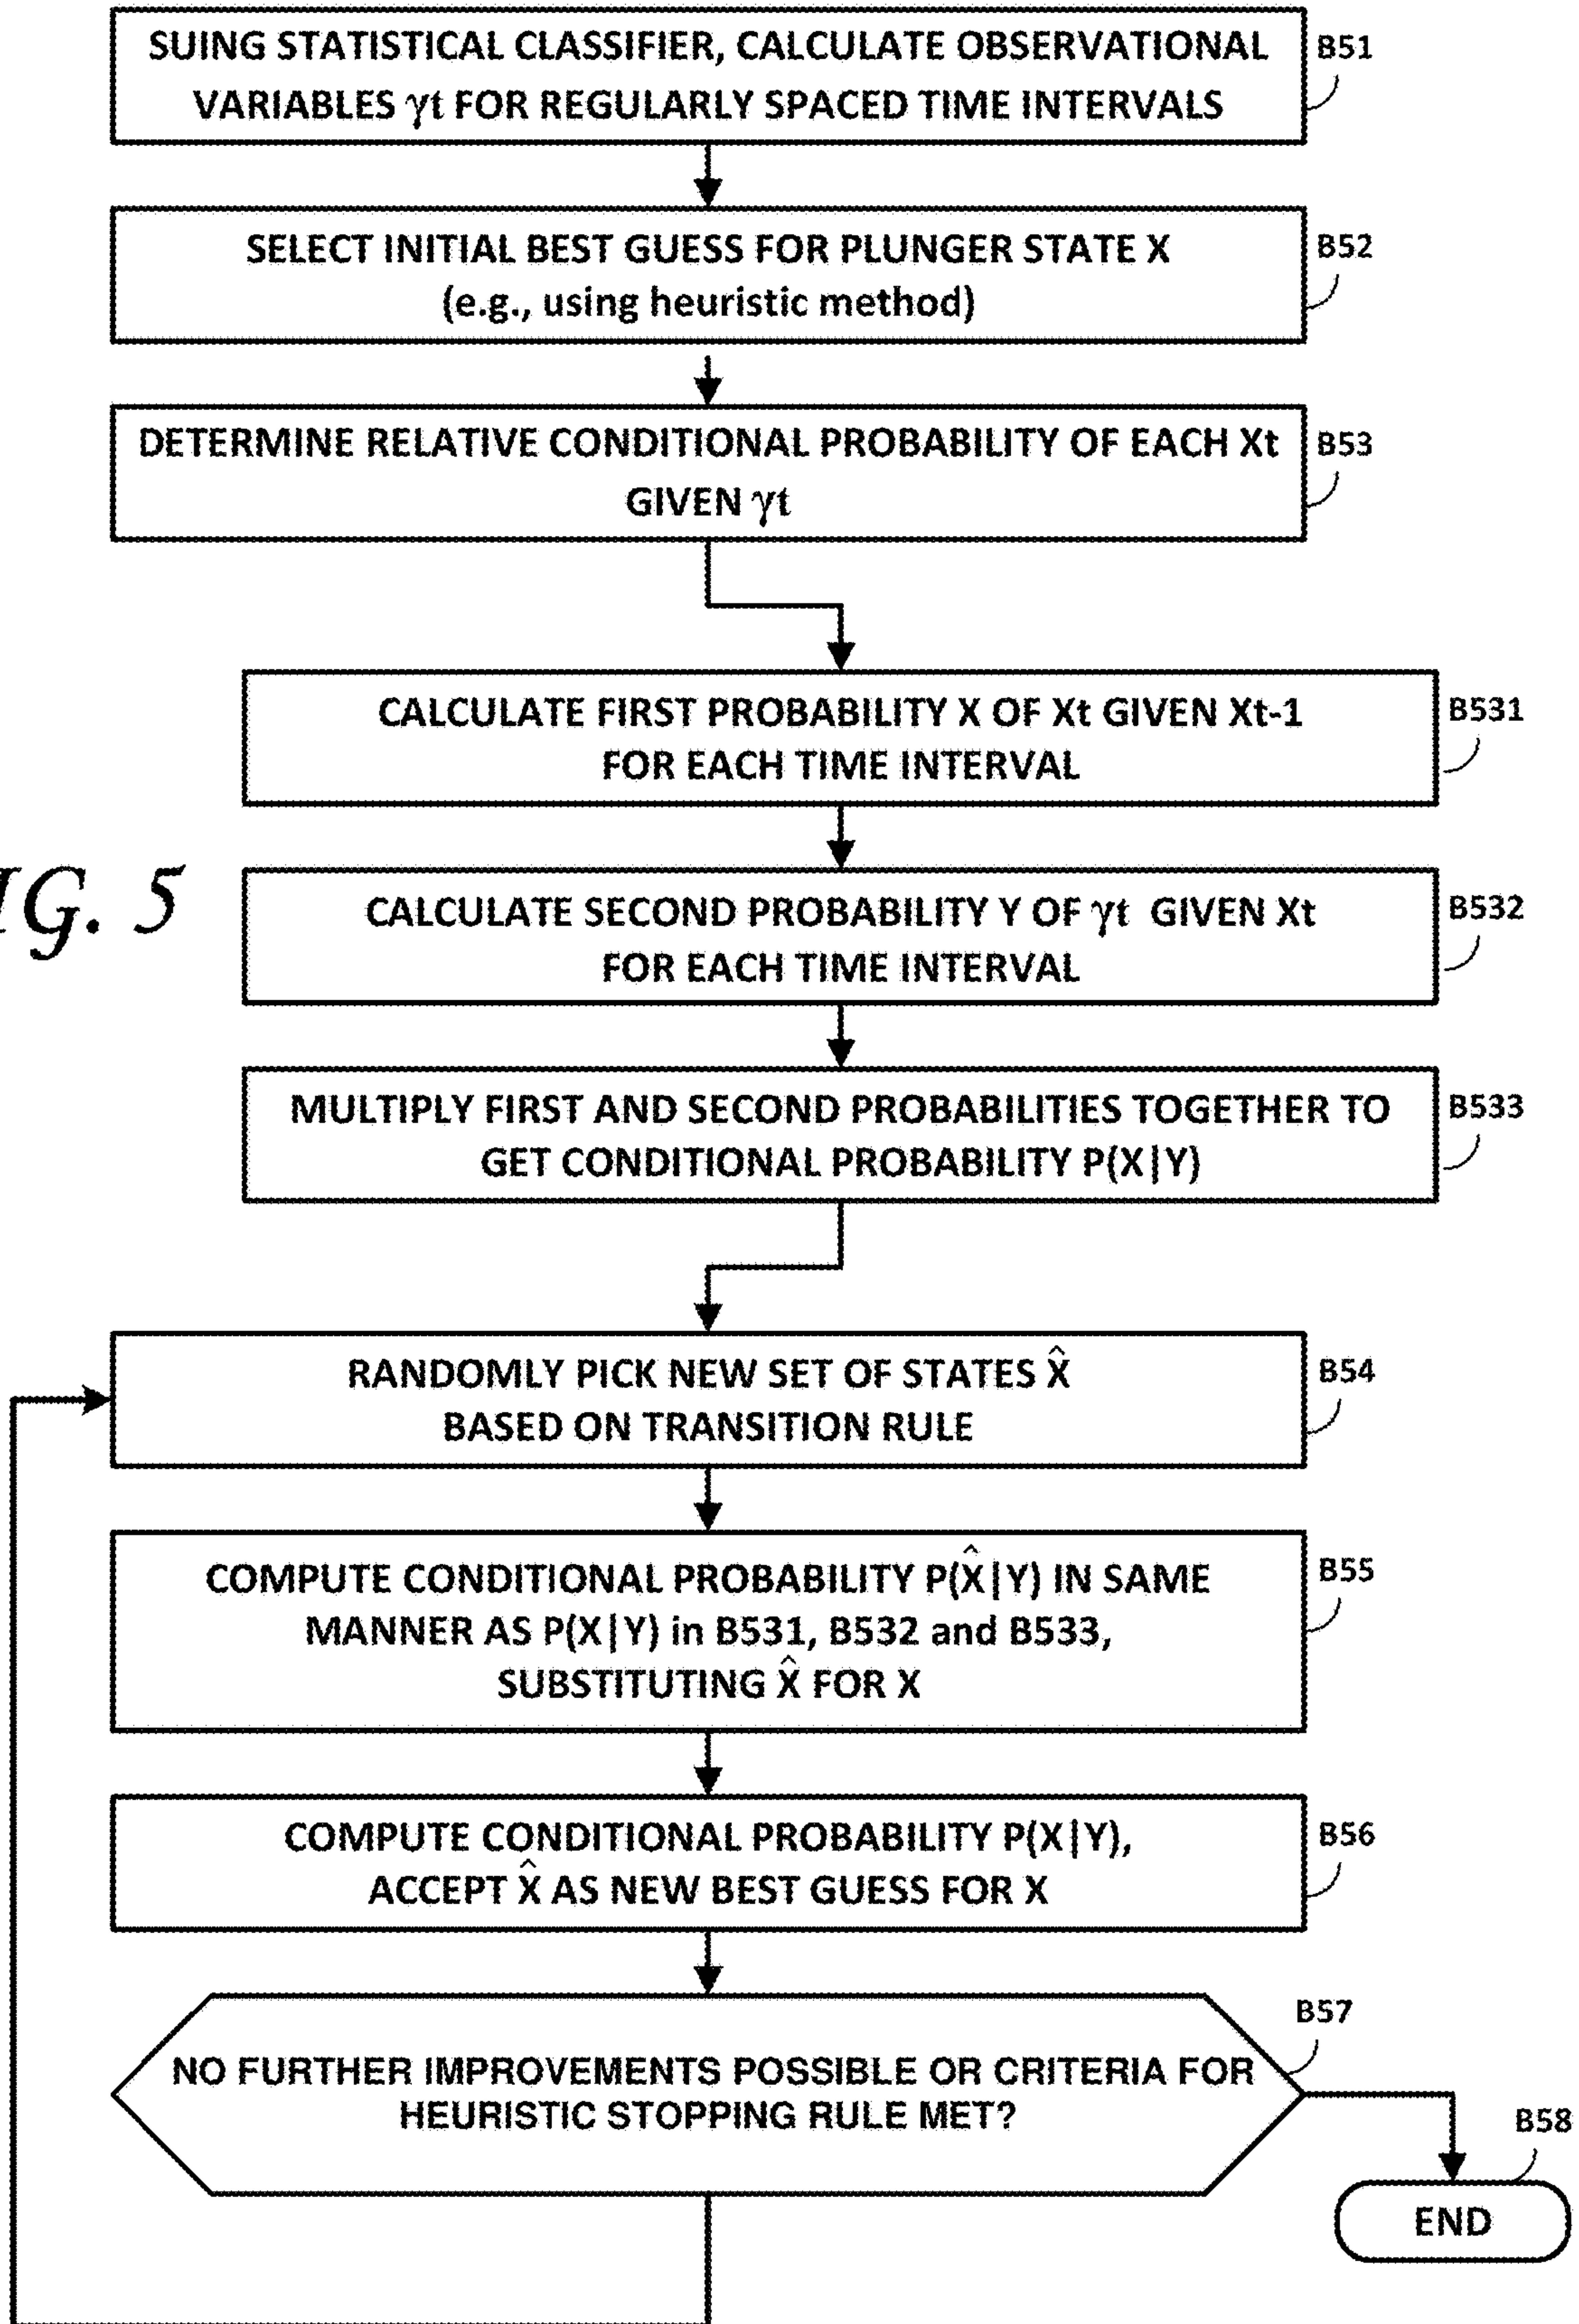 SUING STATISTICAL CLASSIFIER, CALCULATE OBSERVATIONAL
VARIABLES γt FOR REGULARLY SPACED TIME INTERVALS
B51
SELECT INITIAL BEST GUESS FOR PLUNGER STATE X
(e.g., using heuristic method)
B52
DETERMINE RELATIVE CONDITIONAL PROBABILITY OF EACH Xt
GIVEN γt
B53
CALCULATE FIRST PROBABILITY X OF Xt GIVEN Xt-1
FOR EACH TIME INTERVAL
B531
IG. 5
CALCULATE SECOND PROBABILITY Y OF γt GIVEN Xt
FOR EACH TIME INTERVAL
B532
MULTIPLY FIRST AND SECOND PROBABILITIES TOGETHER TO
GET CONDITIONAL PROBABILITY P(X|Y)
B533
RANDOMLY PICK NEW SET OF STATES X̂
BASED ON TRANSITION RULE
B54
COMPUTE CONDITIONAL PROBABILITY P(X̂|Y) IN SAME
MANNER AS P(X|Y) in B531, B532 and B533,
SUBSTITUTING X̂ FOR X
B55
COMPUTE CONDITIONAL PROBABILITY P(X|Y),
ACCEPT X̂ AS NEW BEST GUESS FOR X
B56
NO FURTHER IMPROVEMENTS POSSIBLE OR CRITERIA FOR
HEURISTIC STOPPING RULE MET?
B57
B58
END